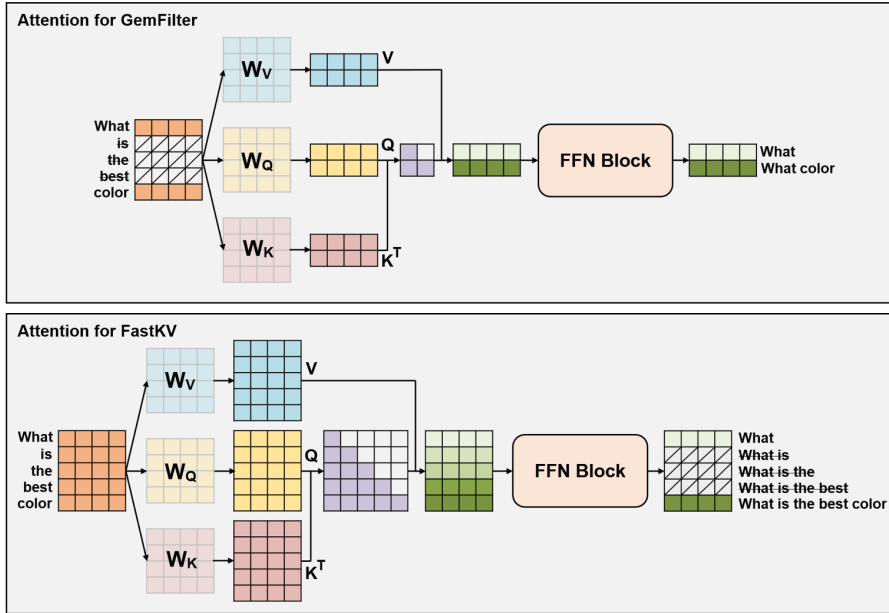 Attention for GemFilter
What
is
the
best
color
W_V
W_Q
W_K
V
Q
K^T
FFN Block
What
What color
Attention for FastKV
What
is
the
best
color
W_V
W_Q
W_K
V
Q
K^T
FFN Block
What
What is
What is the
What is the best
What is the best color